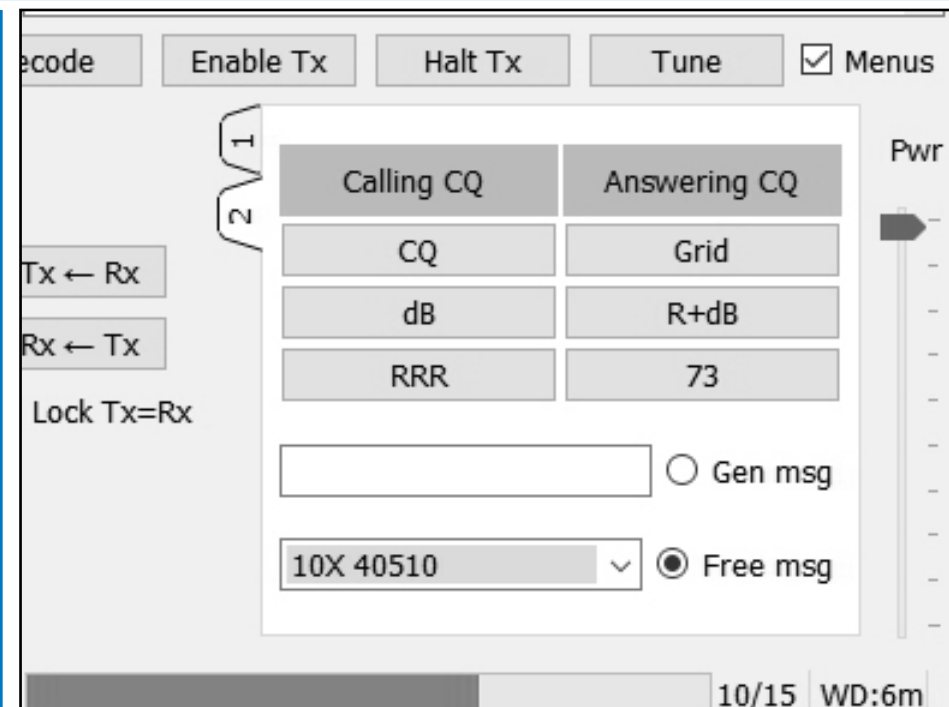 ecode Enable Tx Halt Tx Tune Menus
1
Pwr
Calling CQ Answering CQ
2
CQ Grid
Tx ← Rx
dB R+dB
Rx ← Tx
RRR 73
Lock Tx=Rx
Gen msg
10X 40510 Free msg
10/15 WD:6m